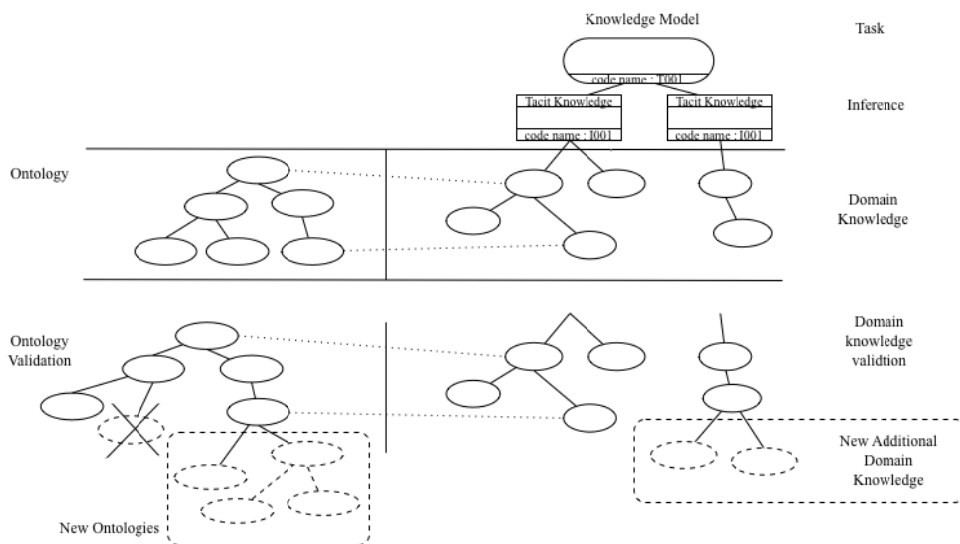 Knowledge Model
Task
code name : T001
Tacit Knowledge
Tacit Knowledge
Inference
code name : I001
code name : I001
Ontology
Domain
Knowledge
Ontology
Validation
Domain
knowledge
validtion
New Additional
Domain
Knowledge
New Ontologies